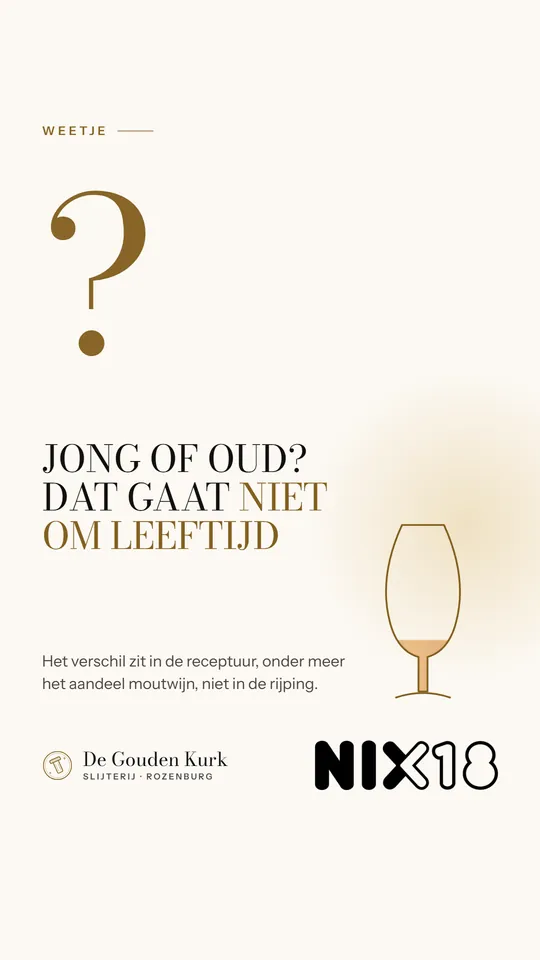 WEETJE
?
JONG OF OUD?
DAT GAAT NIET
OM LEEFTIJD
Het verschil zit in de receptuur, onder meer
het aandeel moutwijn, niet in de rijping.
De Gouden Kurk
SLIJTERIJ · ROZENBURG
NIX18